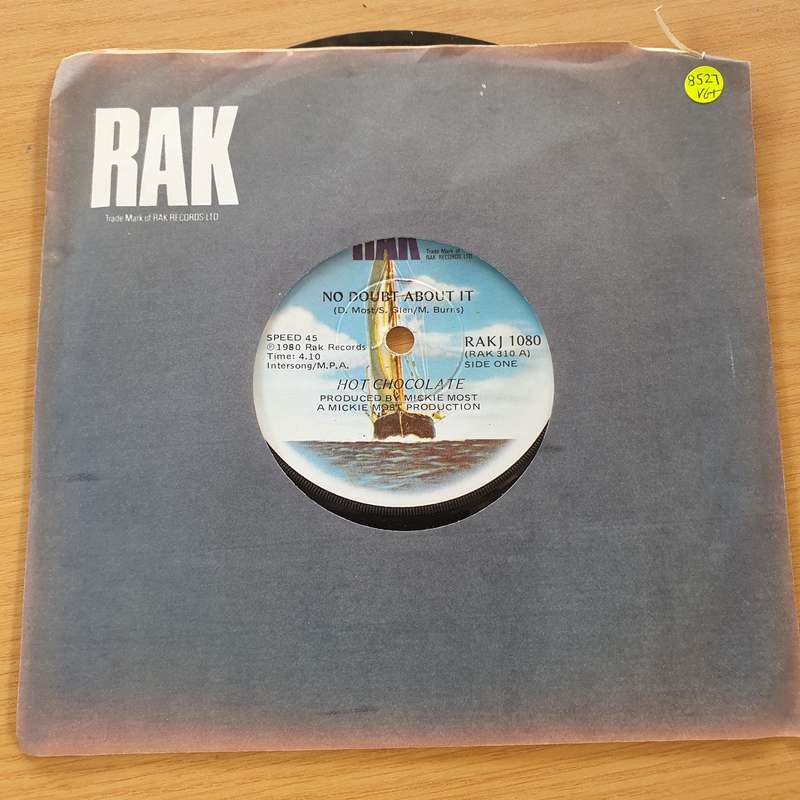 RAK
Trade Mark of RAK RECORDS LTD
8527
VG+
RAK
Trade Mark of
RAK RECORDS LTD
NO DOUBT ABOUT IT
(D. Most/S. Glen/M. Burns)
SPEED 45
℗1980 Rak Records
Time: 4.10
Intersong/M.P.A.
RAKJ 1080
(RAK 310 A)
SIDE ONE
HOT CHOCOLATE
PRODUCED BY MICKIE MOST
A MICKIE MOST PRODUCTION